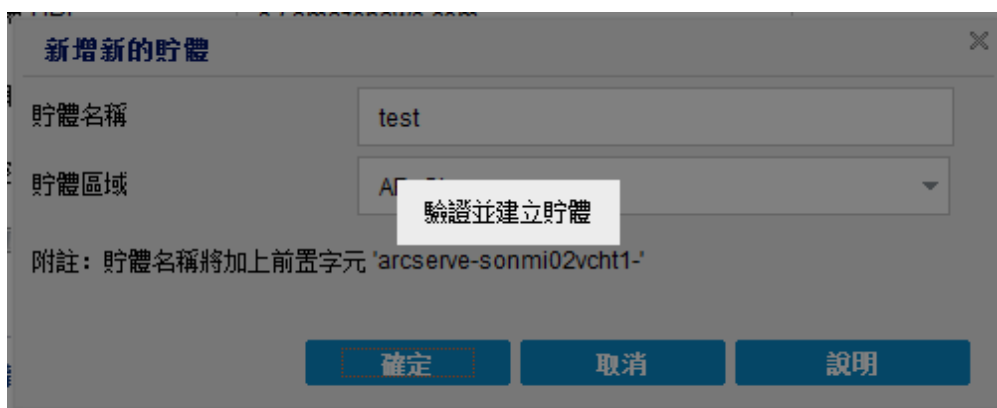 新增新的貯體
貯體名稱
test
貯體區域
驗證並建立貯體
附註：貯體名稱將加上前置字元 'arcserve-sonmi02vcht1-'
確定
取消
說明